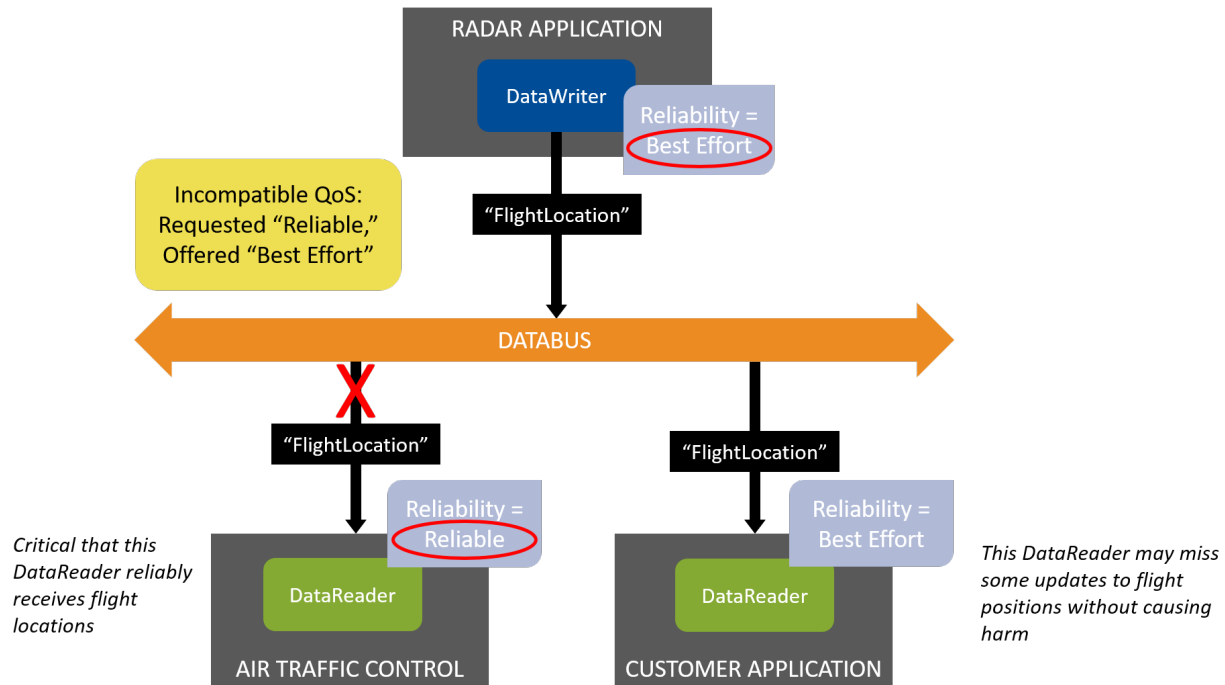 RADAR APPLICATION
DataWriter
Reliability =
Best Effort
Incompatible QoS:
Requested “Reliable,”
Offered “Best Effort”
“FlightLocation”
DATABUS
X
“FlightLocation”
“FlightLocation”
Reliability =
Reliable
Reliability =
Best Effort
Critical that this
DataReader reliably
receives flight
locations
DataReader
AIR TRAFFIC CONTROL
DataReader
CUSTOMER APPLICATION
This DataReader may miss
some updates to flight
positions without causing
harm